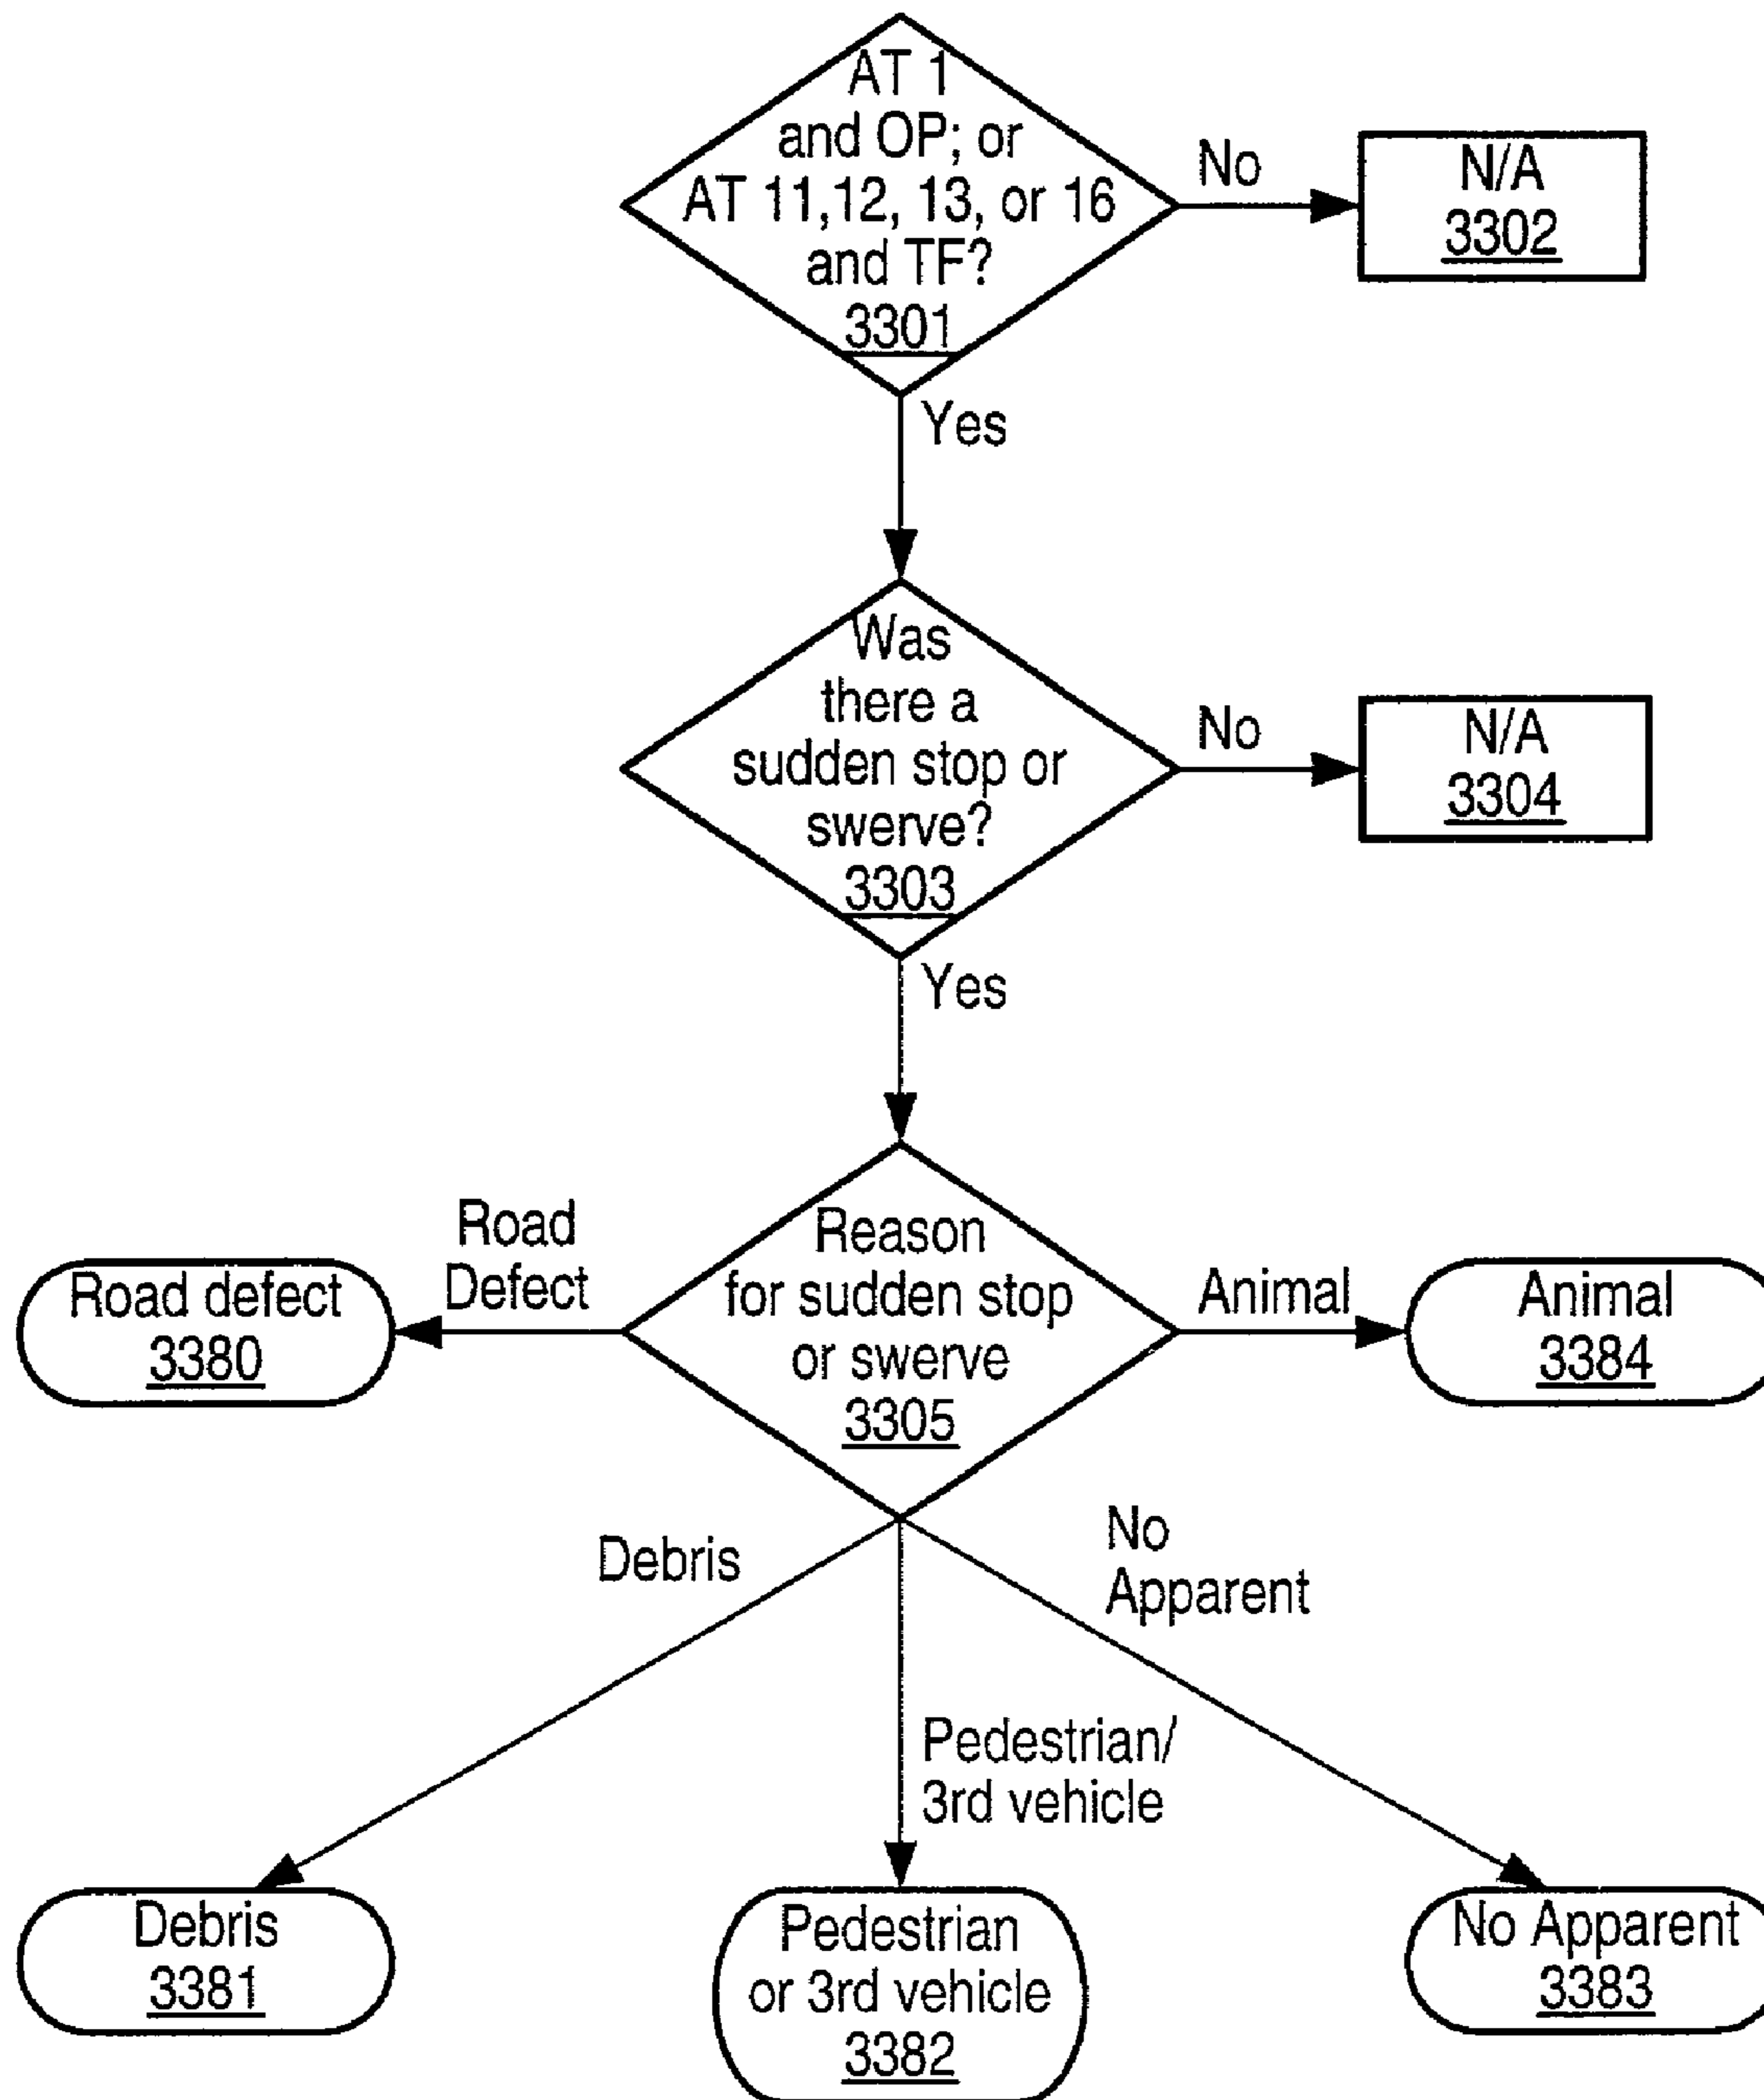 AT 1
and OP; or
AT 11,12, 13, or 16
and TF?
3301
No
N/A
3302
Yes
Was
there a
sudden stop or
swerve?
3303
No
N/A
3304
Yes
Reason
for sudden stop
or swerve
3305
Road
Defect
Road defect
3380
Animal
Animal
3384
Debris
No
Apparent
Pedestrian/
3rd vehicle
Debris
3381
Pedestrian
or 3rd vehicle
3382
No Apparent
3383